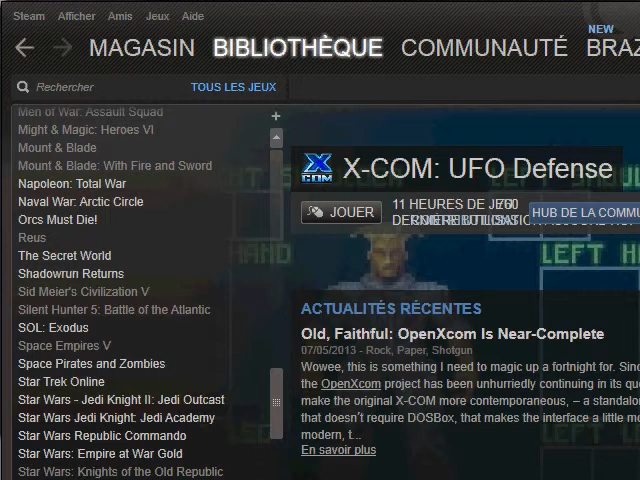 Steam Afficher Amis Jeux Aide
NEW
MAGASIN BIBLIOTHÈQUE COMMUNAUTÉ BRAZ
Rechercher TOUS LES JEUX
Men of War: Assault Squad
Might & Magic: Heroes VI
Mount & Blade
Mount & Blade: With Fire and Sword
Napoleon: Total War
Naval War: Arctic Circle
Orcs Must Die!
Reus
The Secret World
Shadowrun Returns
Sid Meier's Civilization V
Silent Hunter 5: Battle of the Atlantic
SOL: Exodus
Space Empires V
Space Pirates and Zombies
Star Trek Online
Star Wars - Jedi Knight II: Jedi Outcast
Star Wars Jedi Knight: Jedi Academy
Star Wars Republic Commando
Star Wars: Empire at War Gold
Star Wars: Knights of the Old Republic
+
X-COM
X-COM: UFO Defense
JOUER
11 HEURES DE JEU
HUB DE LA COMMU
HAND
LEFT H
ACTUALITÉS RÉCENTES
Old, Faithful: OpenXcom Is Near-Complete
07/05/2013 - Rock, Paper, Shotgun
Wowee, this is something I need to magic up a fortnight for. Sinc
the OpenXcom project has been unhurriedly continuing in its qu
make the original X-COM more contemporaneous, – a standalon
that doesn't require DOSBox, that makes the interface a little mo
modern, t...
En savoir plus